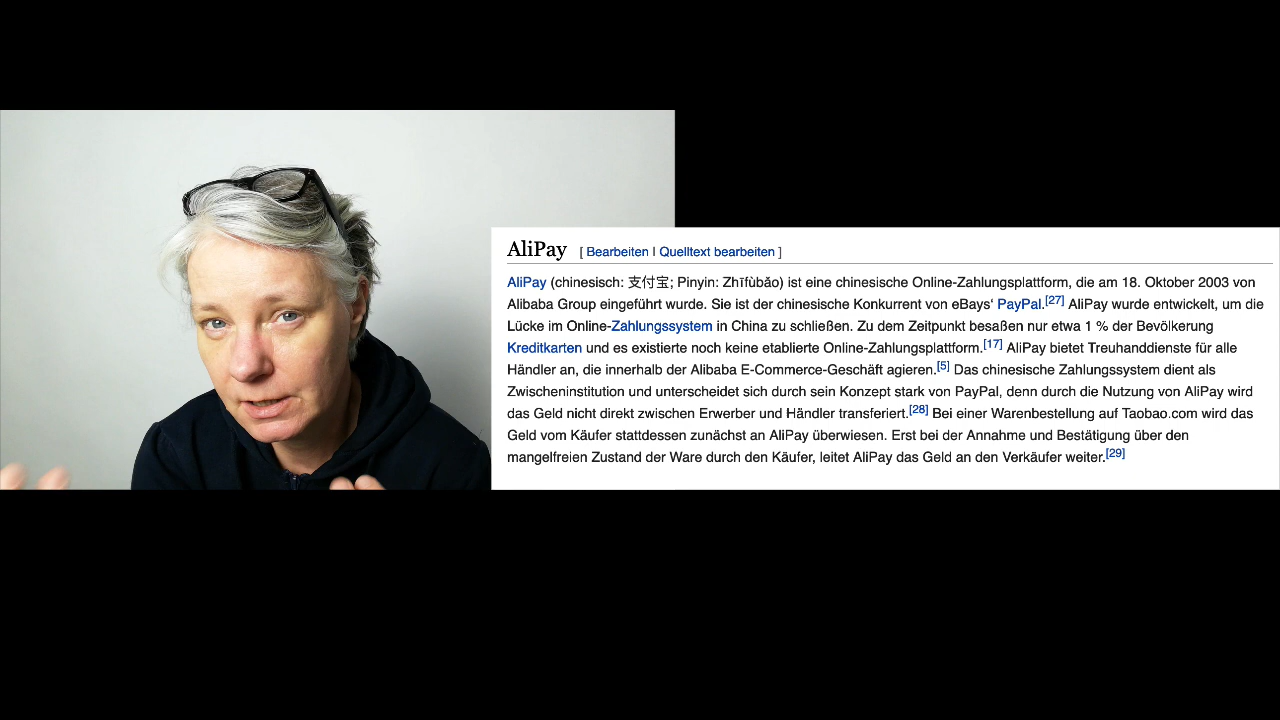 AliPay [ Bearbeiten | Quelltext bearbeiten ]
AliPay (chinesisch: 支付宝; Pinyin: Zhīfùbǎo) ist eine chinesische Online-Zahlungsplattform, die am 18. Oktober 2003 von
Alibaba Group eingeführt wurde. Sie ist der chinesische Konkurrent von eBays‘ PayPal.[27] AliPay wurde entwickelt, um die
Lücke im Online-Zahlungssystem in China zu schließen. Zu dem Zeitpunkt besaßen nur etwa 1 % der Bevölkerung
Kreditkarten und es existierte noch keine etablierte Online-Zahlungsplattform.[17] AliPay bietet Treuhanddienste für alle
Händler an, die innerhalb der Alibaba E-Commerce-Geschäft agieren.[5] Das chinesische Zahlungssystem dient als
Zwischeninstitution und unterscheidet sich durch sein Konzept stark von PayPal, denn durch die Nutzung von AliPay wird
das Geld nicht direkt zwischen Erwerber und Händler transferiert.[28] Bei einer Warenbestellung auf Taobao.com wird das
Geld vom Käufer stattdessen zunächst an AliPay überwiesen. Erst bei der Annahme und Bestätigung über den
mangelfreien Zustand der Ware durch den Käufer, leitet AliPay das Geld an den Verkäufer weiter.[29]